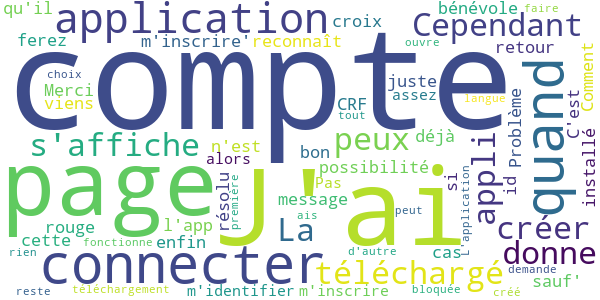 qu'il
application
croix
bénévole
faire
Cependant
ferez
m'inscrire'
reconnaît
ouvre
retour
compte
choix
Merci
viens
juste
assez
CRF
tout
langue
quand
Problème
C'est
Comment
installé
s'affiche
n'est
alors
bon
peux
déjà
possibilité
page
J'ai
résolu
première
Pas
id
si
appli
L'application
message
rouge
l'app
La
ais
peut
créer
cette
fonctionne
enfin
rien
connecter
d'autre
cas
donne
téléchargé
demande
sauf'
reste
téléchargement
m'identifier
m'inscrire
bloquée
créé